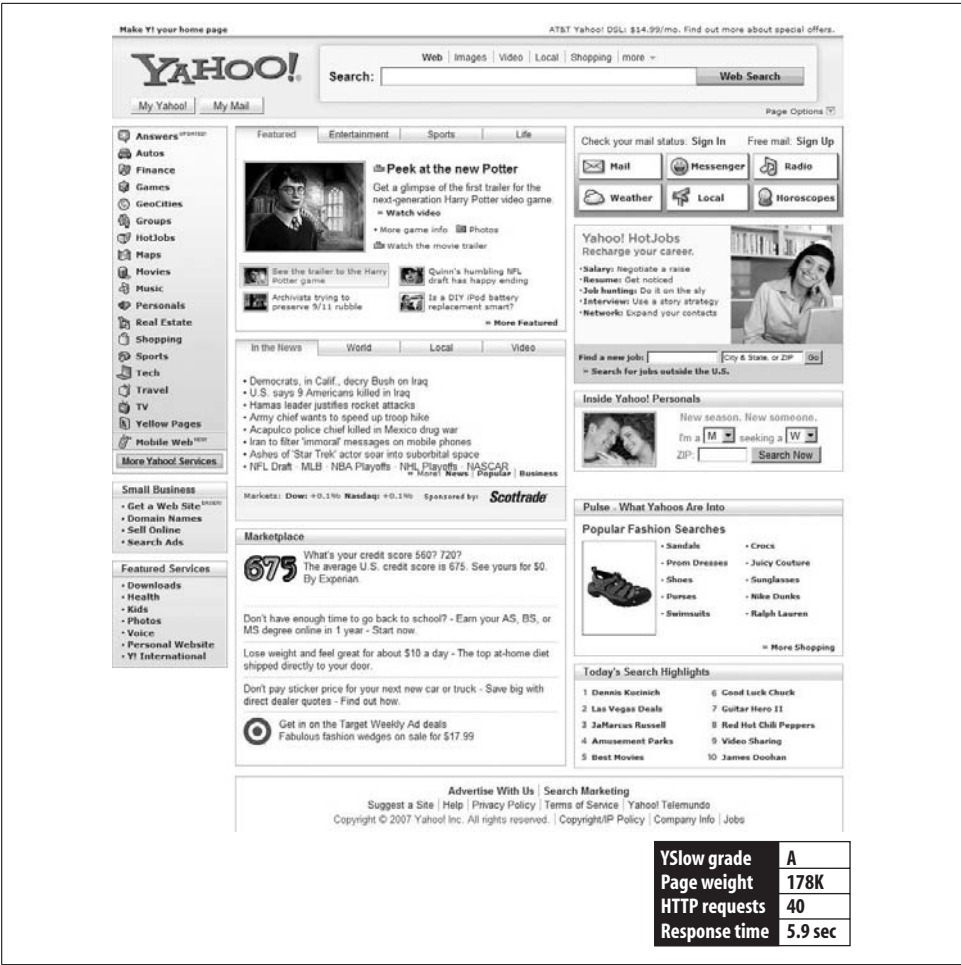 Make Y! your home page
AT&T Yahoo! DSL: $14.99/mo. Find out more about special offers.
YAHOO!
Web | Images | Video | Local | Shopping | more
Search:
Web Search
My Yahoo!
My Mail
Page Options
Answers UPDATED!
Autos
Finance
Games
GeoCities
Groups
HotJobs
Maps
Movies
Music
Personals
Real Estate
Shopping
Sports
Tech
Travel
TV
Yellow Pages
Mobile Web NEW!
More Yahoo! Services
Small Business
· Get a Web Site
· Domain Names
· Sell Online
· Search Ads
Featured Services
· Downloads
· Health
· Kids
· Photos
· Voice
· Personal Website
· Y! International
Featured
Entertainment
Sports
Life
Peek at the new Potter
Get a glimpse of the first trailer for the
next-generation Harry Potter video game.
» Watch video
• More game info
Photos
Watch the movie trailer
See the trailer to the Harry
Potter game
Quinn's humbling NFL
draft has happy ending
Archivists trying to
preserve 9/11 rubble
Is a DIY iPod battery
replacement smart?
» More Featured
In the News
World
Local
Video
• Democrats, in Calif., decry Bush on Iraq
• U.S. says 9 Americans killed in Iraq
• Hamas leader justifies rocket attacks
• Army chief wants to speed up troop hike
• Acapulco police chief killed in Mexico drug war
• Iran to filter 'immoral' messages on mobile phones
• Ashes of 'Star Trek' actor soar into suborbital space
• NFL Draft · MLB · NBA Playoffs · NHL Playoffs · NASCAR
» More: News | Popular | Business
Markets: Dow: +0.1% Nasdaq: +0.1%
Sponsored by:
Scottrade
Marketplace
675
What's your credit score 560? 720?
The average U.S. credit score is 675. See yours for $0.
By Experian.
Don't have enough time to go back to school? - Earn your AS, BS, or
MS degree online in 1 year - Start now.
Lose weight and feel great for about $10 a day - The top at-home diet
shipped directly to your door.
Don't pay sticker price for your next new car or truck - Save big with
direct dealer quotes - Find out how.
Get in on the Target Weekly Ad deals
Fabulous fashion wedges on sale for $17.99
Check your mail status: Sign In
Free mail: Sign Up
Mail
Messenger
Radio
Weather
Local
Horoscopes
Yahoo! HotJobs
Recharge your career.
·Salary: Negotiate a raise
·Resume: Get noticed
·Job hunting: Do it on the sly
·Interview: Use a story strategy
·Network: Expand your contacts
Find a new job:
City & State, or ZIP
Go
» Search for jobs outside the U.S.
Inside Yahoo! Personals
New season. New someone.
I'm a M seeking a W
ZIP:
Search Now
Pulse - What Yahoos Are Into
Popular Fashion Searches
· Sandals
· Prom Dresses
· Shoes
· Purses
· Swimsuits
· Crocs
· Juicy Couture
· Sunglasses
· Nike Dunks
· Ralph Lauren
» More Shopping
Today's Search Highlights
1 Dennis Kucinich
2 Las Vegas Deals
3 JaMarcus Russell
4 Amusement Parks
5 Best Movies
6 Good Luck Chuck
7 Guitar Hero II
8 Red Hot Chili Peppers
9 Video Sharing
10 James Doohan
Advertise With Us | Search Marketing
Suggest a Site | Help | Privacy Policy | Terms of Service | Yahoo! Telemundo
Copyright © 2007 Yahoo! Inc. All rights reserved. | Copyright/IP Policy | Company Info | Jobs
YSlow grade A
Page weight 178K
HTTP requests 40
Response time 5.9 sec